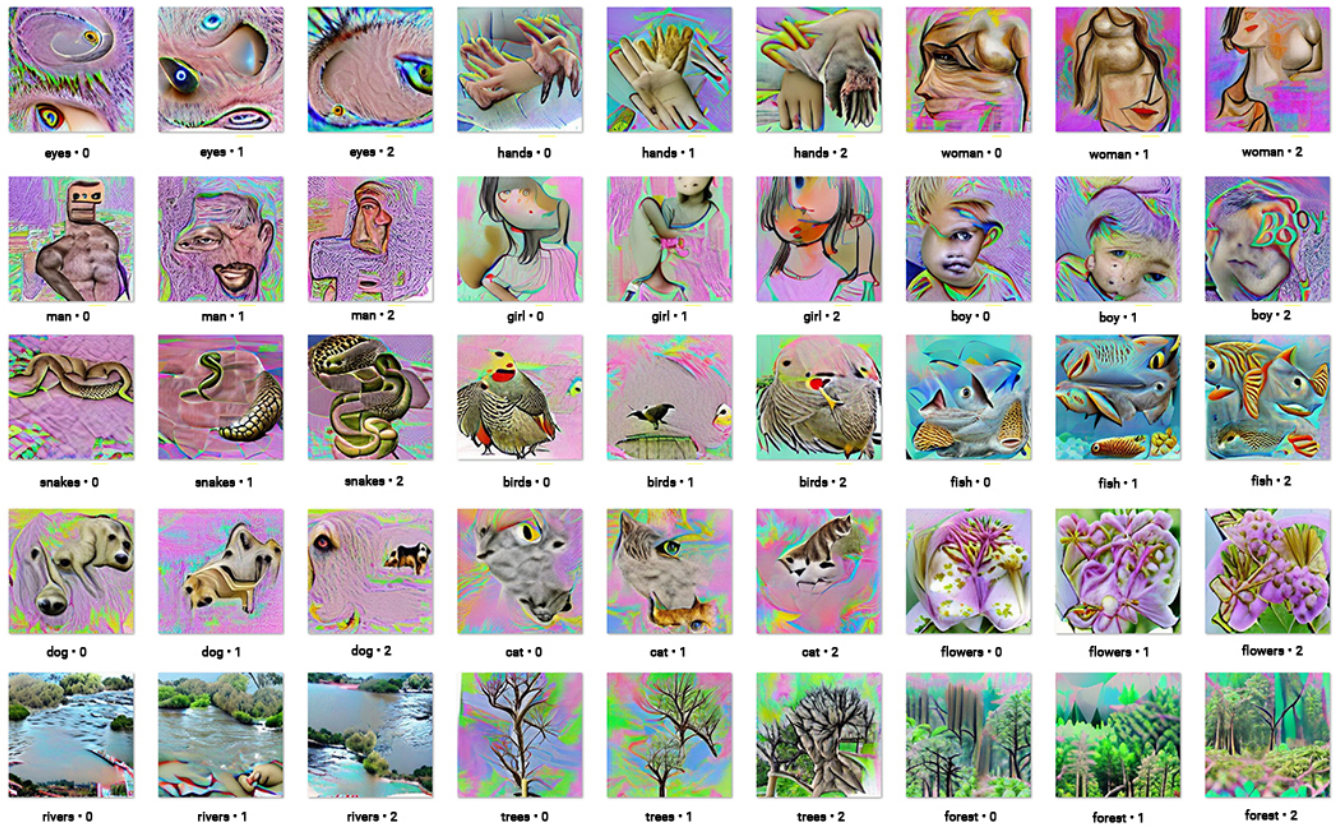 eyes • 0 eyes • 1 eyes • 2 hands • 0 hands • 1 hands • 2 woman • 0 woman • 1 woman • 2
BOY
man • 0 man • 1 man • 2 girl • 0 girl • 1 girl • 2 boy • 0 boy • 1 boy • 2
snakes • 0 snakes • 1 snakes • 2 birds • 0 birds • 1 birds • 2 fish • 0 fish • 1 fish • 2
dog • 0 dog • 1 dog • 2 cat • 0 cat • 1 cat • 2 flowers • 0 flowers • 1 flowers • 2
rivers • 0 rivers • 1 rivers • 2 trees • 0 trees • 1 trees • 2 forest • 0 forest • 1 forest • 2